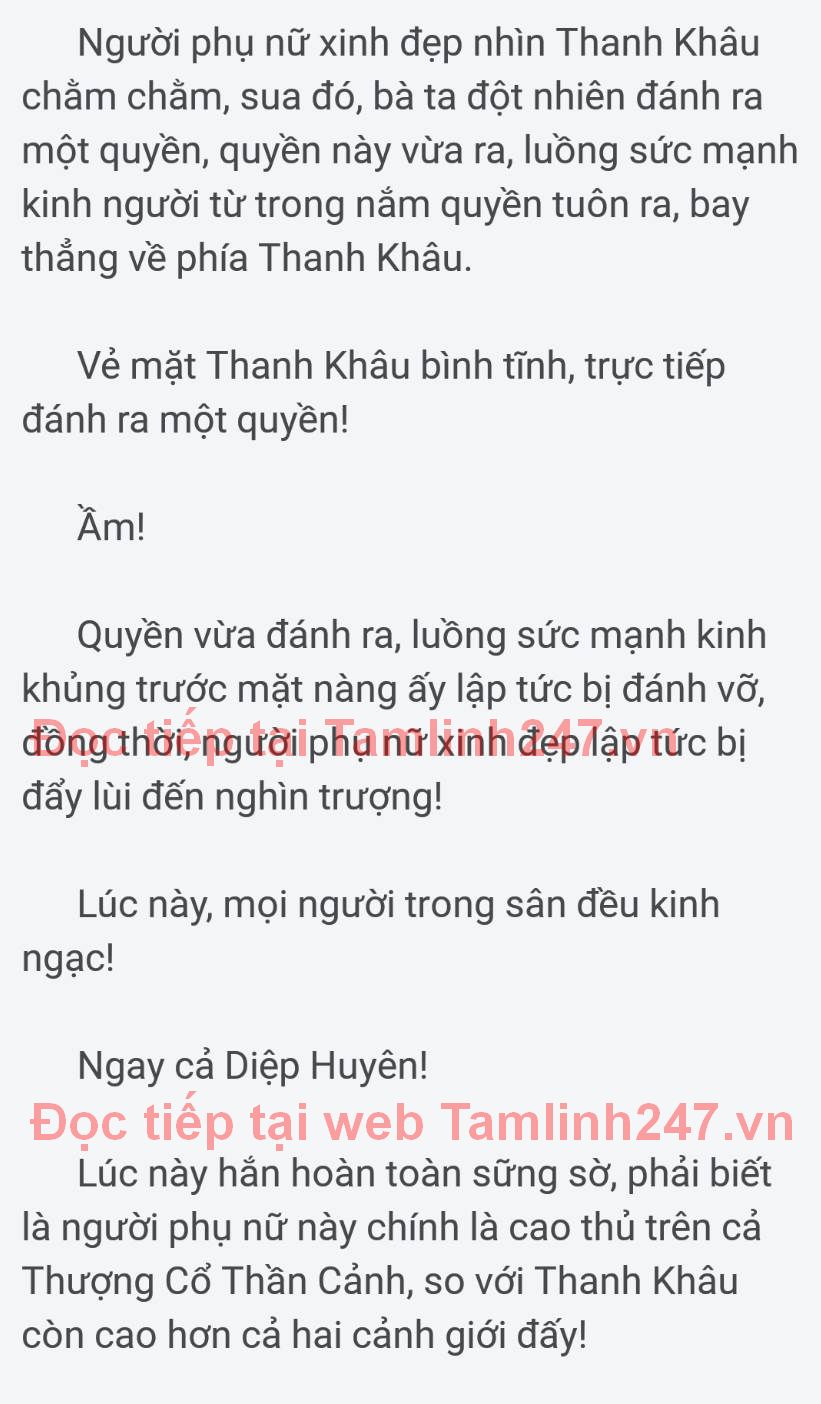 Người phụ nữ xinh đẹp nhìn Thanh Khâu
chằm chằm, sua đó, bà ta đột nhiên đánh ra
một quyền, quyền này vừa ra, luồng sức mạnh
kinh người từ trong nắm quyền tuôn ra, bay
thẳng về phía Thanh Khâu.
Vẻ mặt Thanh Khâu bình tĩnh, trực tiếp
đánh ra một quyền!
Ầm!
Quyền vừa đánh ra, luồng sức mạnh kinh
khủng trước mặt nàng ấy lập tức bị đánh vỡ,
đồng thời, người phụ nữ xinh đẹp lập tức bị
Đọc tiếp tại Tamlinh247.vn
đẩy lùi đến nghìn trượng!
Lúc này, mọi người trong sân đều kinh
ngạc!
Ngay cả Diệp Huyên!
Đọc tiếp tại web Tamlinh247.vn
Lúc này hắn hoàn toàn sững sờ, phải biết
là người phụ nữ này chính là cao thủ trên cả
Thượng Cổ Thần Cảnh, so với Thanh Khâu
còn cao hơn cả hai cảnh giới đấy!